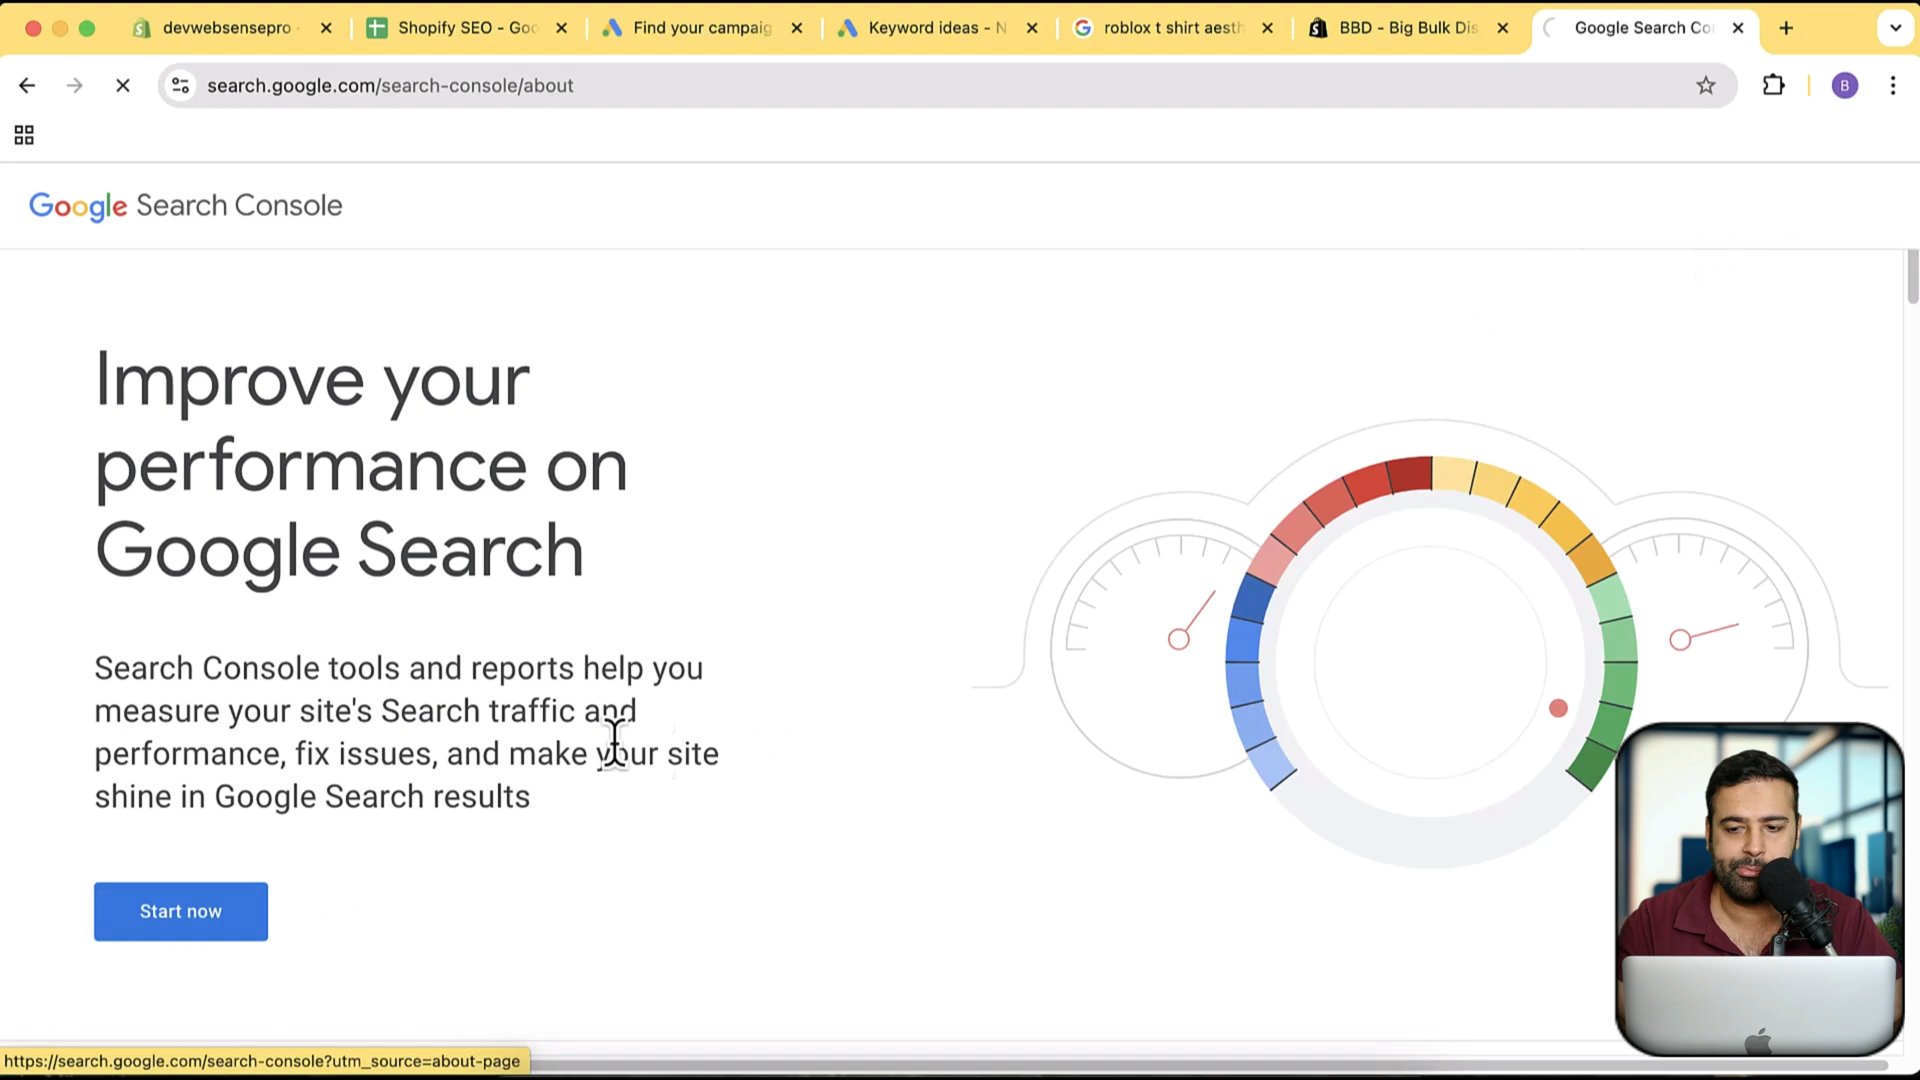 devwebsensepro
Shopify SEO - Goo
Find your campaig
Keyword ideas - N
roblox t shirt aesth
BBD - Big Bulk Dis
Google Search Co
search.google.com/search-console/about
B
Google Search Console
Improve your
performance on
Google Search
Search Console tools and reports help you
measure your site's Search traffic and
performance, fix issues, and make your site
shine in Google Search results
Start now
https://search.google.com/search-console?utm_source=about-page